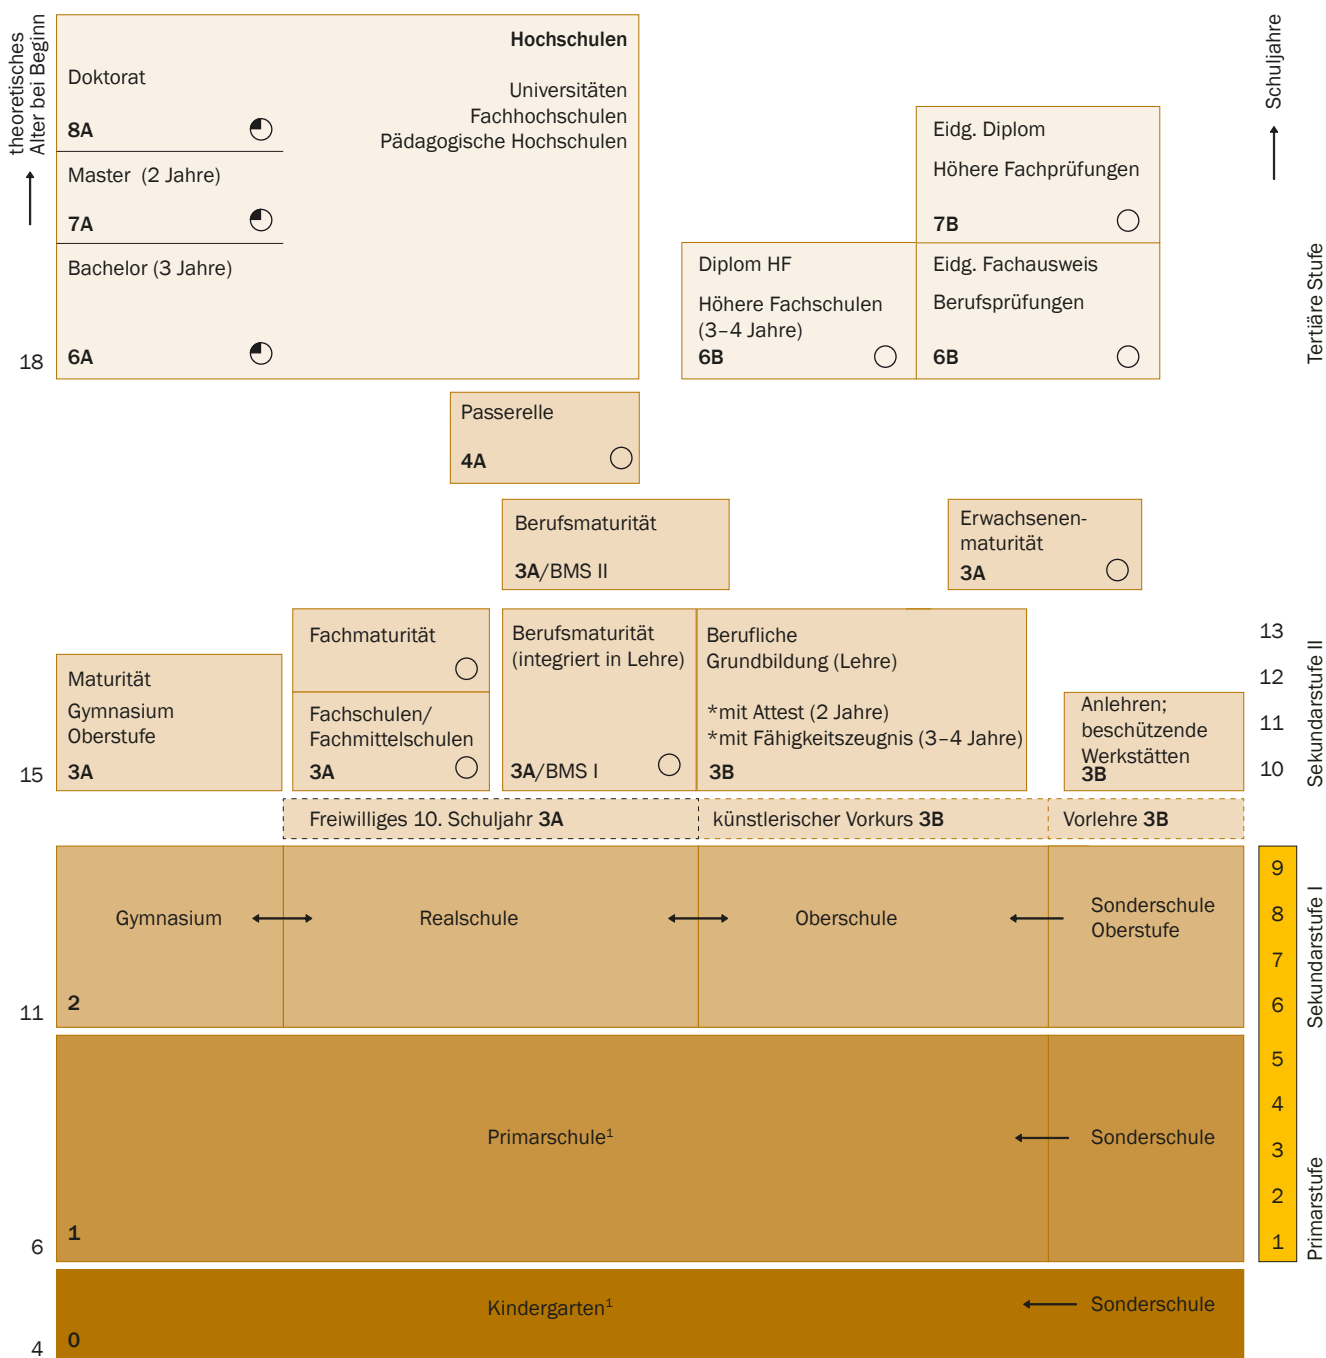 theoretisches
Alter bei Beginn
Schuljahre
Hochschulen
Universitäten
Fachhochschulen
Pädagogische Hochschulen
Doktorat
8A
Master (2 Jahre)
7A
Bachelor (3 Jahre)
6A
18
Eidg. Diplom
Höhere Fachprüfungen
7B
Diplom HF
Höhere Fachschulen
(3–4 Jahre)
6B
Eidg. Fachausweis
Berufsprüfungen
6B
Tertiäre Stufe
Passerelle
4A
Berufsmaturität
3A/BMS II
Erwachsenen-
maturität
3A
Maturität
Gymnasium
Oberstufe
3A
15
Fachmaturität
Fachschulen/
Fachmittelschulen
3A
Berufsmaturität
(integriert in Lehre)
3A/BMS I
Berufliche
Grundbildung (Lehre)
*mit Attest (2 Jahre)
*mit Fähigkeitszeugnis (3–4 Jahre)
3B
Anlehren;
beschützende
Werkstätten
3B
13
12
11
10
Sekundarstufe II
Freiwilliges 10. Schuljahr 3A
künstlerischer Vorkurs 3B
Vorlehre 3B
Gymnasium
Realschule
Oberschule
Sonderschule
Oberstufe
2
11
9
8
7
6
Sekundarstufe I
Primarschule¹
Sonderschule
1
6
5
4
3
2
1
Primarstufe
Kindergarten¹
Sonderschule
0
4